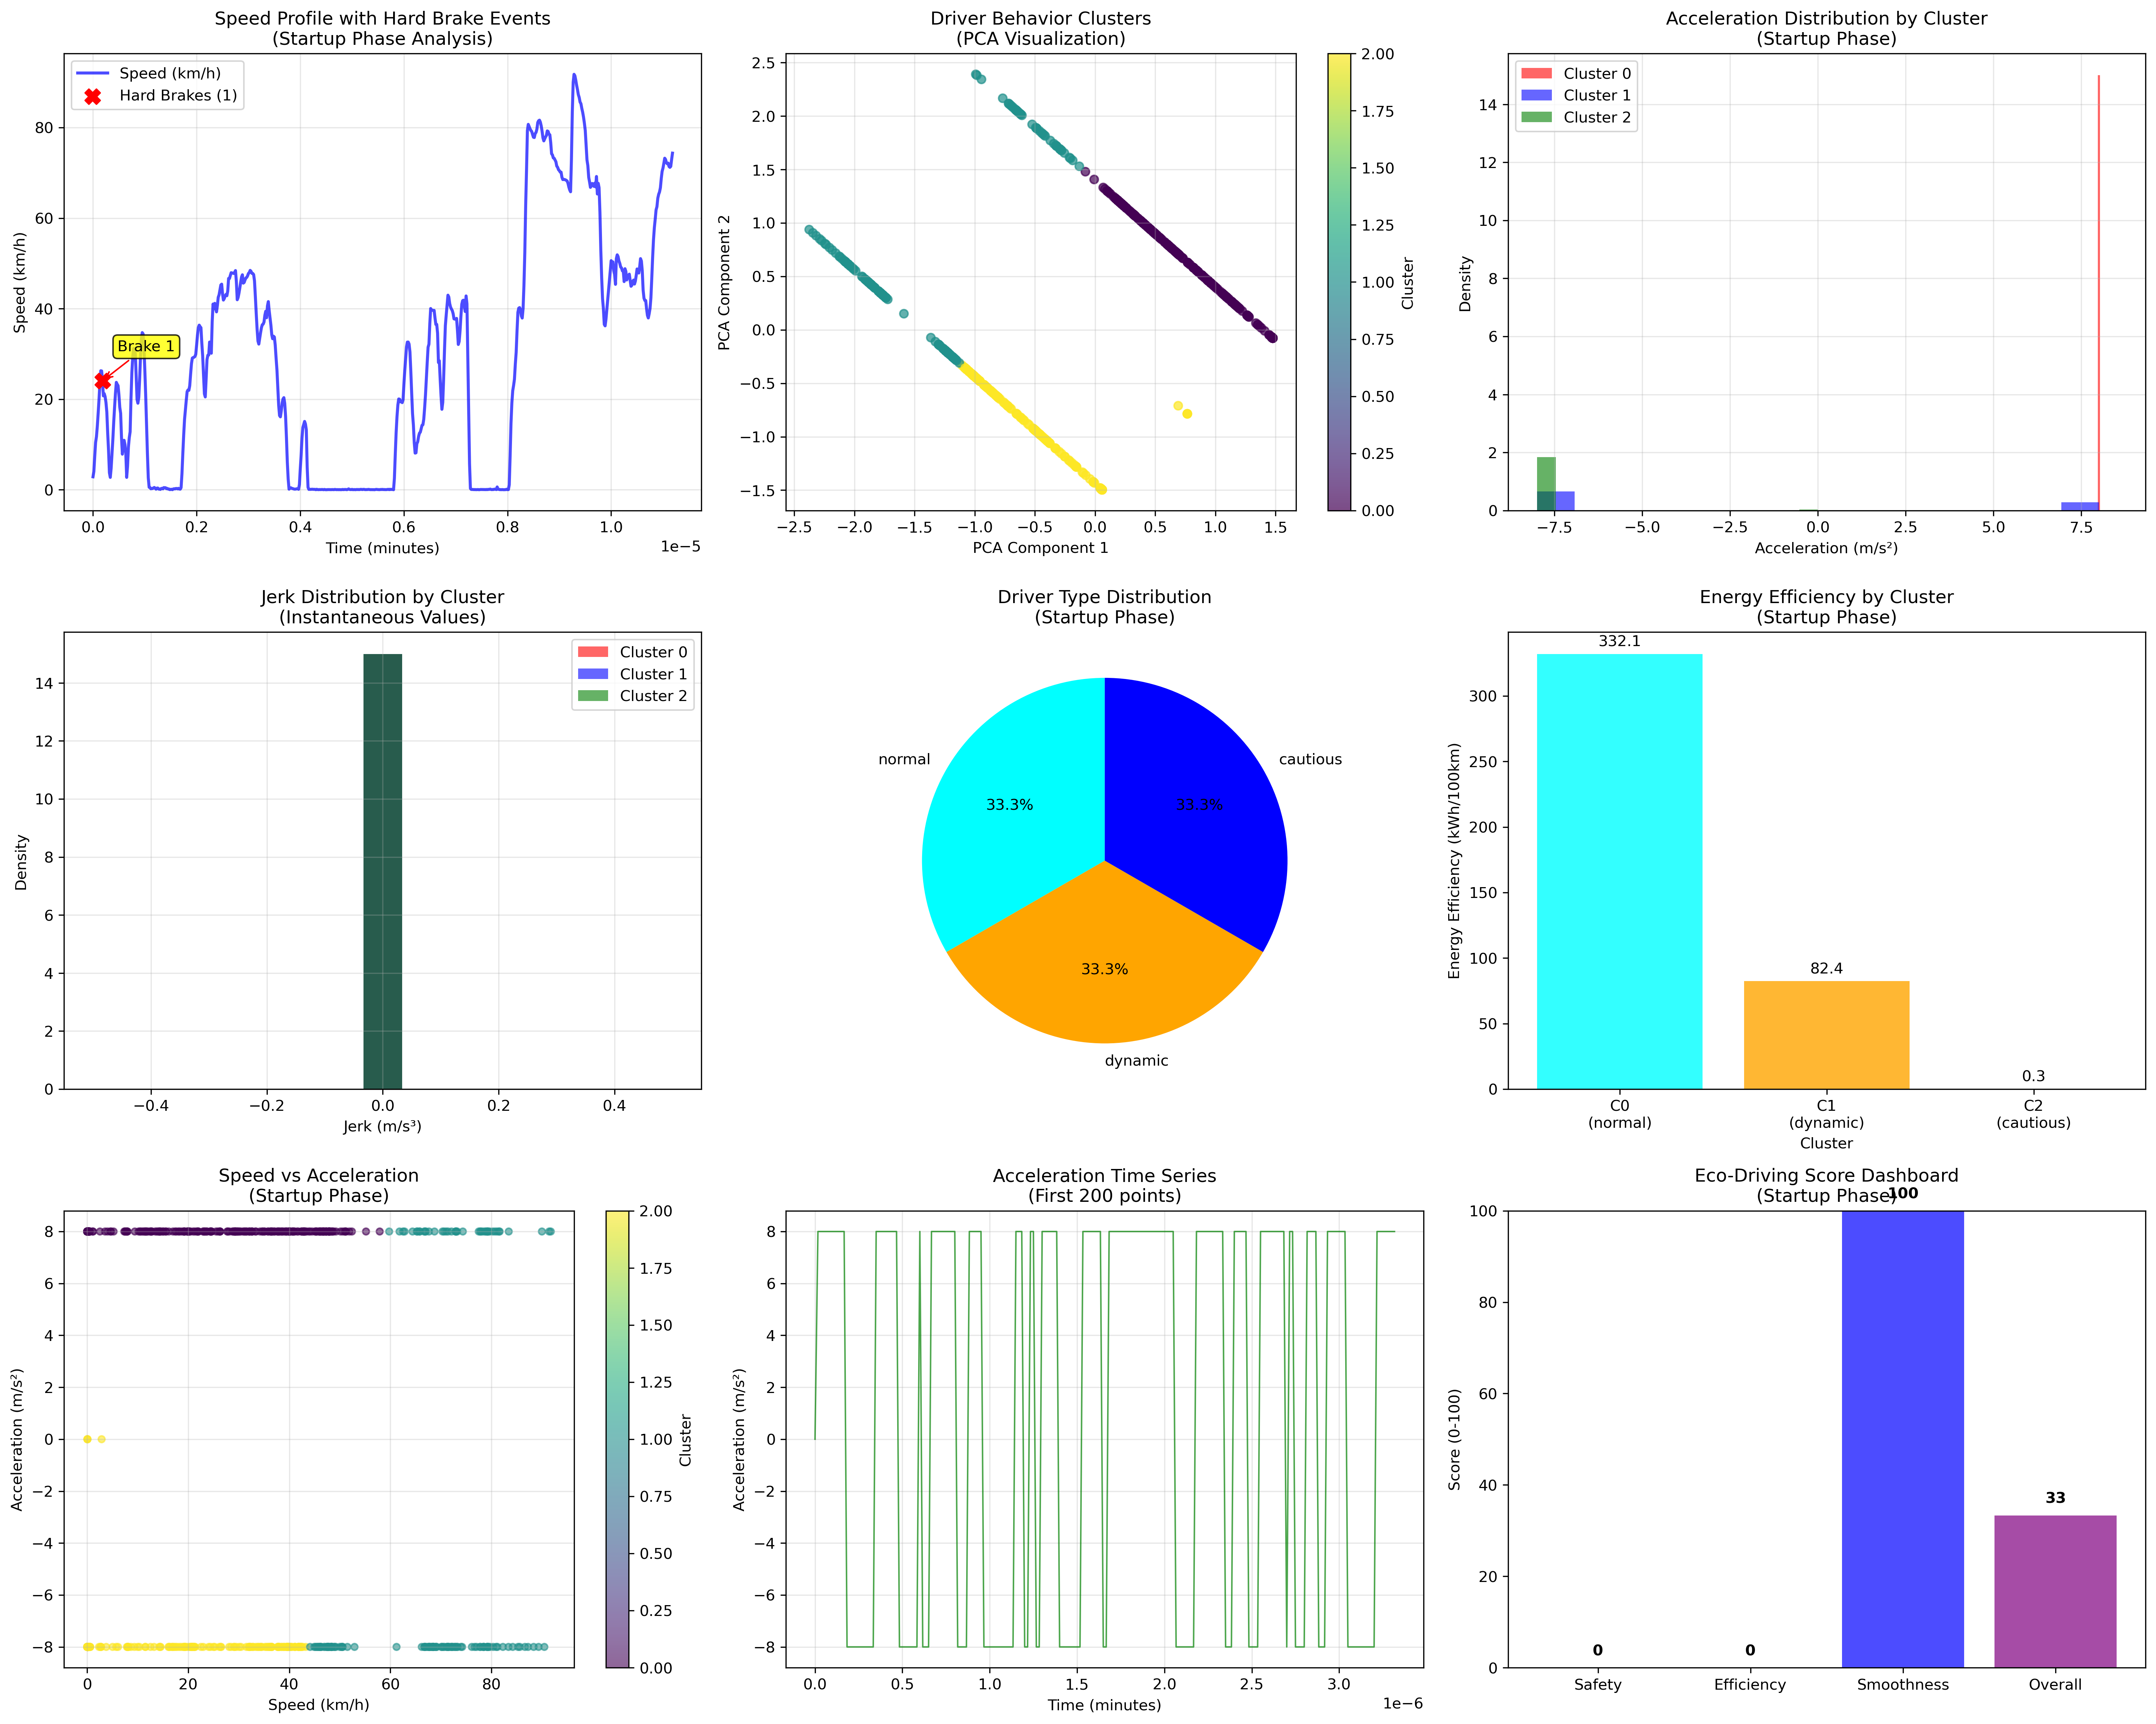 Speed Profile with Hard Brake Events
(Startup Phase Analysis)
Speed (km/h)
Hard Brakes (1)
Brake 1
80
60
40
20
0
Speed (km/h)
0.0 0.2 0.4 0.6 0.8 1.0
1e−5
Time (minutes)
Driver Behavior Clusters
(PCA Visualization)
2.5
2.0
1.5
1.0
0.5
0.0
−0.5
−1.0
−1.5
PCA Component 2
−2.5 −2.0 −1.5 −1.0 −0.5 0.0 0.5 1.0 1.5
PCA Component 1
2.00
1.75
1.50
1.25
1.00
0.75
0.50
0.25
0.00
Cluster
Acceleration Distribution by Cluster
(Startup Phase)
Cluster 0
Cluster 1
Cluster 2
14
12
10
8
6
4
2
0
Density
−7.5 −5.0 −2.5 0.0 2.5 5.0 7.5
Acceleration (m/s²)
Jerk Distribution by Cluster
(Instantaneous Values)
Cluster 0
Cluster 1
Cluster 2
14
12
10
8
6
4
2
0
Density
−0.4 −0.2 0.0 0.2 0.4
Jerk (m/s³)
Driver Type Distribution
(Startup Phase)
normal
cautious
33.3%
33.3%
33.3%
dynamic
Energy Efficiency by Cluster
(Startup Phase)
332.1
82.4
0.3
300
250
200
150
100
50
0
Energy Efficiency (kWh/100km)
C0
(normal)
C1
(dynamic)
C2
(cautious)
Cluster
Speed vs Acceleration
(Startup Phase)
8
6
4
2
0
−2
−4
−6
−8
Acceleration (m/s²)
0 20 40 60 80
Speed (km/h)
2.00
1.75
1.50
1.25
1.00
0.75
0.50
0.25
0.00
Cluster
Acceleration Time Series
(First 200 points)
8
6
4
2
0
−2
−4
−6
−8
Acceleration (m/s²)
0.0 0.5 1.0 1.5 2.0 2.5 3.0
1e−6
Time (minutes)
Eco-Driving Score Dashboard
(Startup Phase)
100
0
0
33
100
80
60
40
20
0
Score (0-100)
Safety Efficiency Smoothness Overall